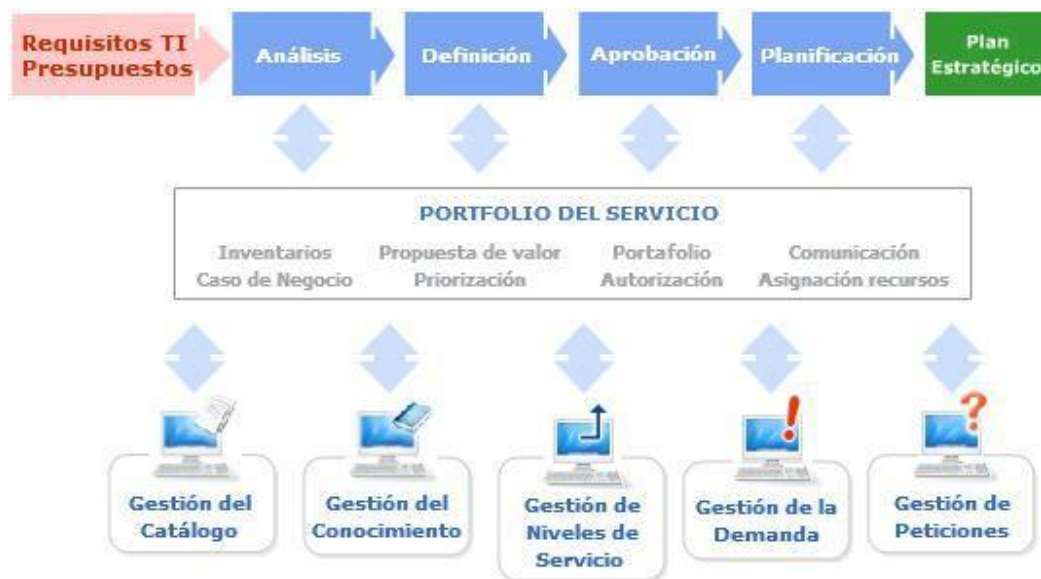 Requisitos TI
Presupuestos
Análisis
Definición
Aprobación
Planificación
Plan
Estratégico
PORTFOLIO DEL SERVICIO
Inventarios
Caso de Negocio
Propuesta de valor
Priorización
Portafolio
Autorización
Comunicación
Asignación recursos
Gestión del
Catálogo
Gestión del
Conocimiento
Gestión de
Niveles de
Servicio
Gestión de la
Demanda
Gestión de
Peticiones